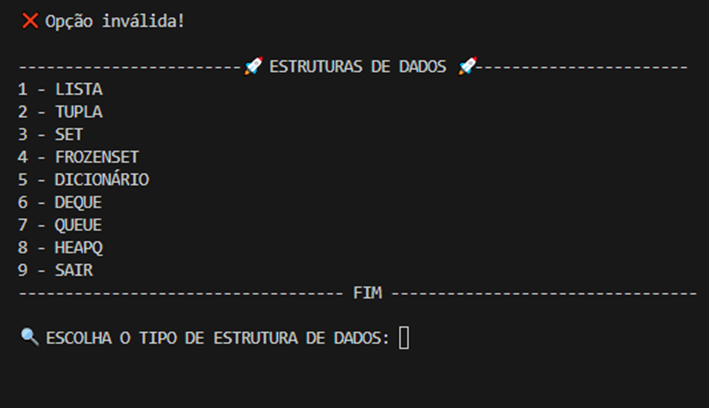 ❌ Opção inválida!
------------------------🚀 ESTRUTURAS DE DADOS 🚀-----------------------
1 - LISTA
2 - TUPLA
3 - SET
4 - FROZENSET
5 - DICIONÁRIO
6 - DEQUE
7 - QUEUE
8 - HEAPQ
9 - SAIR
----------------------------------- FIM ---------------------------------
🔍 ESCOLHA O TIPO DE ESTRUTURA DE DADOS: